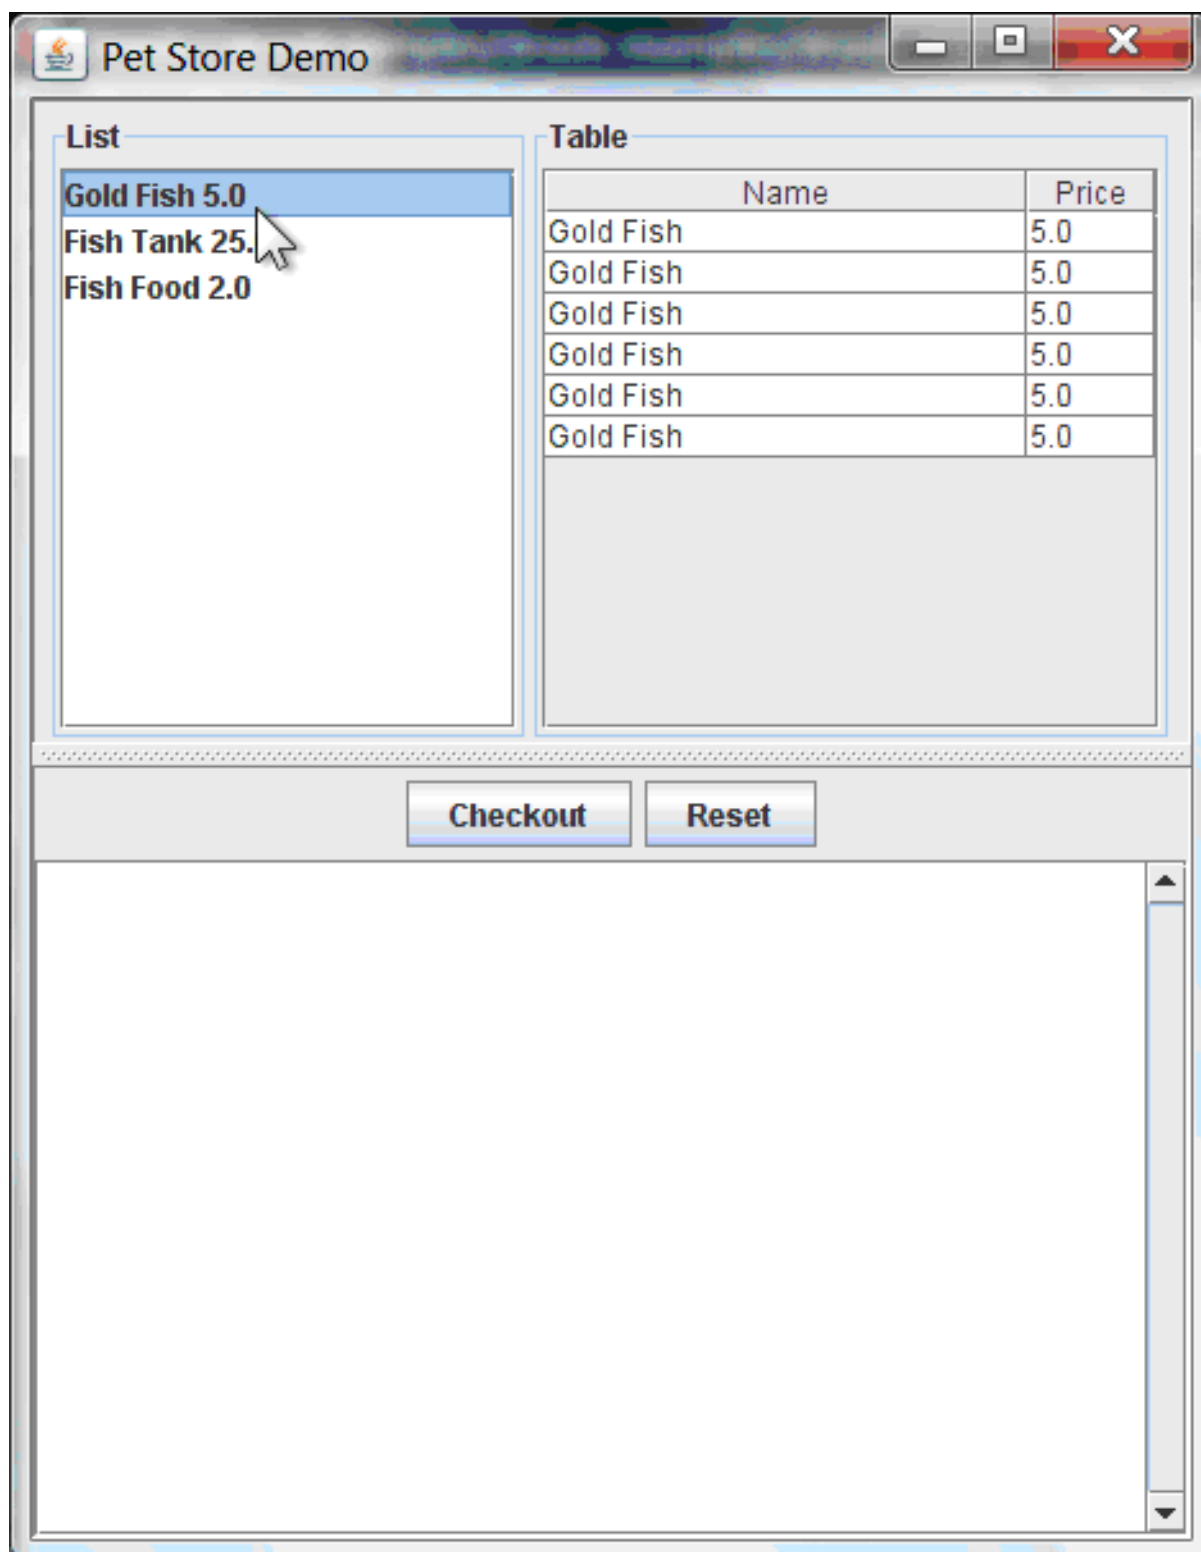 Pet Store Demo
List
Gold Fish 5.0
Fish Tank 25.
Fish Food 2.0
Table
Name Price
Gold Fish 5.0
Gold Fish 5.0
Gold Fish 5.0
Gold Fish 5.0
Gold Fish 5.0
Gold Fish 5.0
Checkout Reset